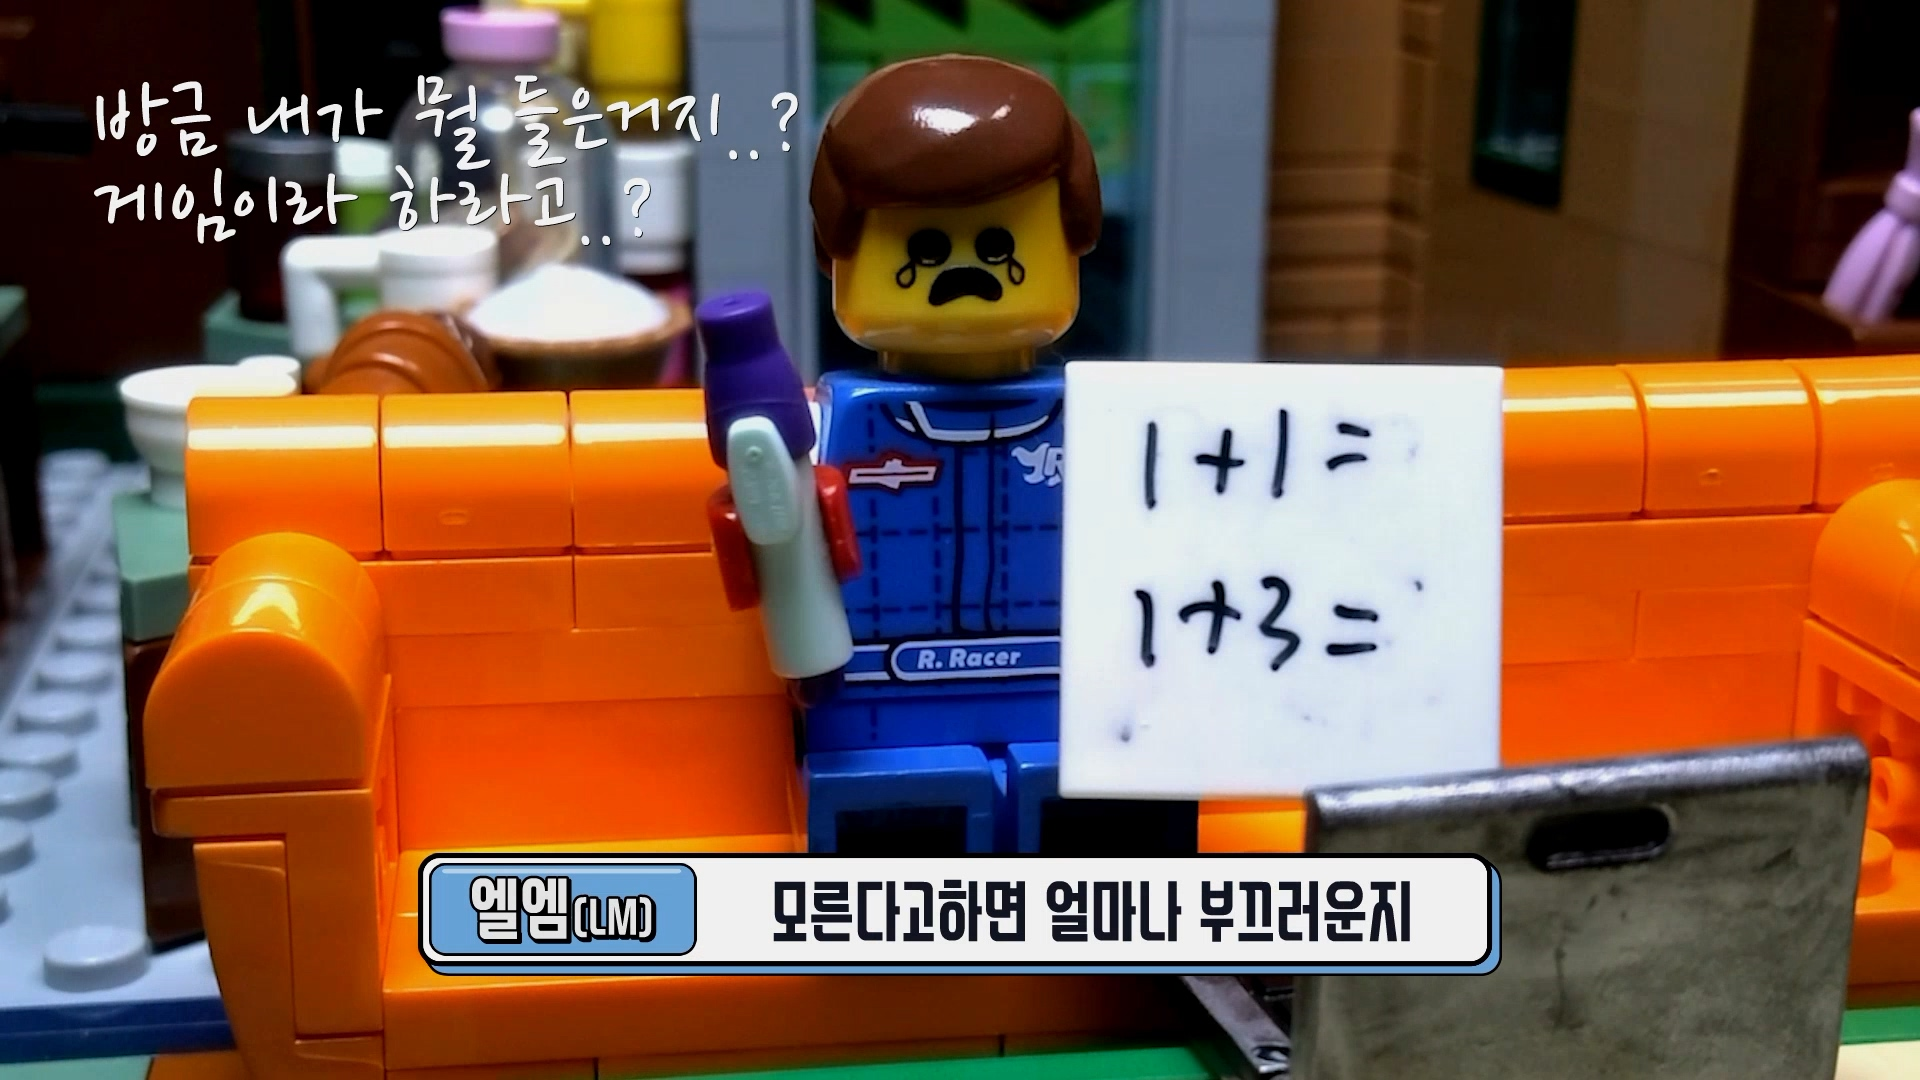 방금 내가 뭘 들은거지..?
게임이라 하라고..?
1+1=
1+3=
R. Racer
엘엠(LM) 모른다고하면 얼마나 부끄러운지